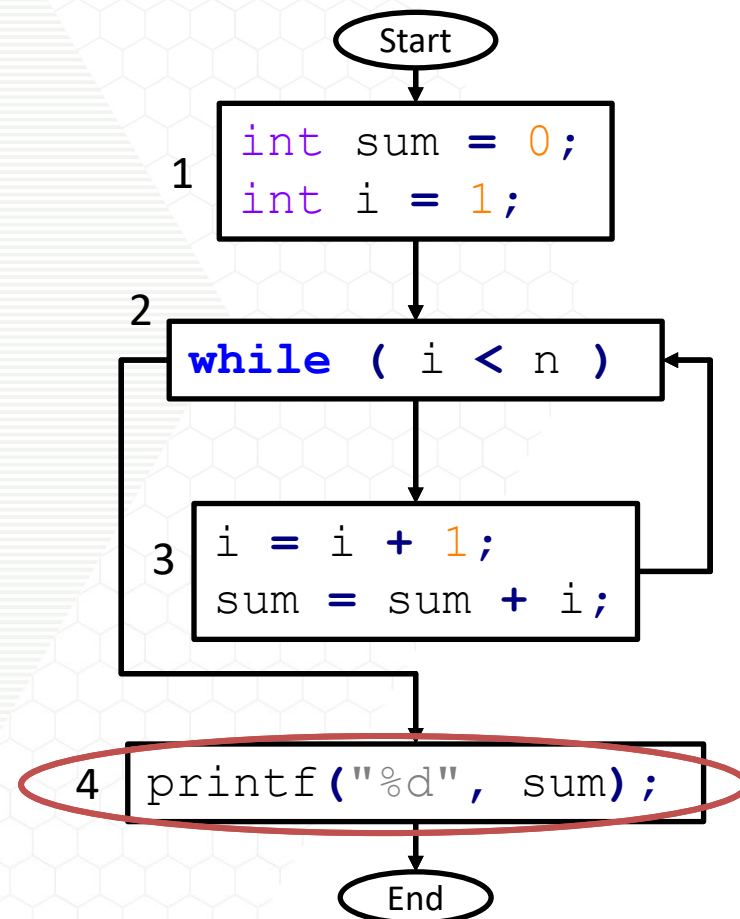 Start
1
int sum = 0;
int i = 1;
2
while ( i < n )
3
i = i + 1;
sum = sum + i;
4
printf("%d", sum);
End